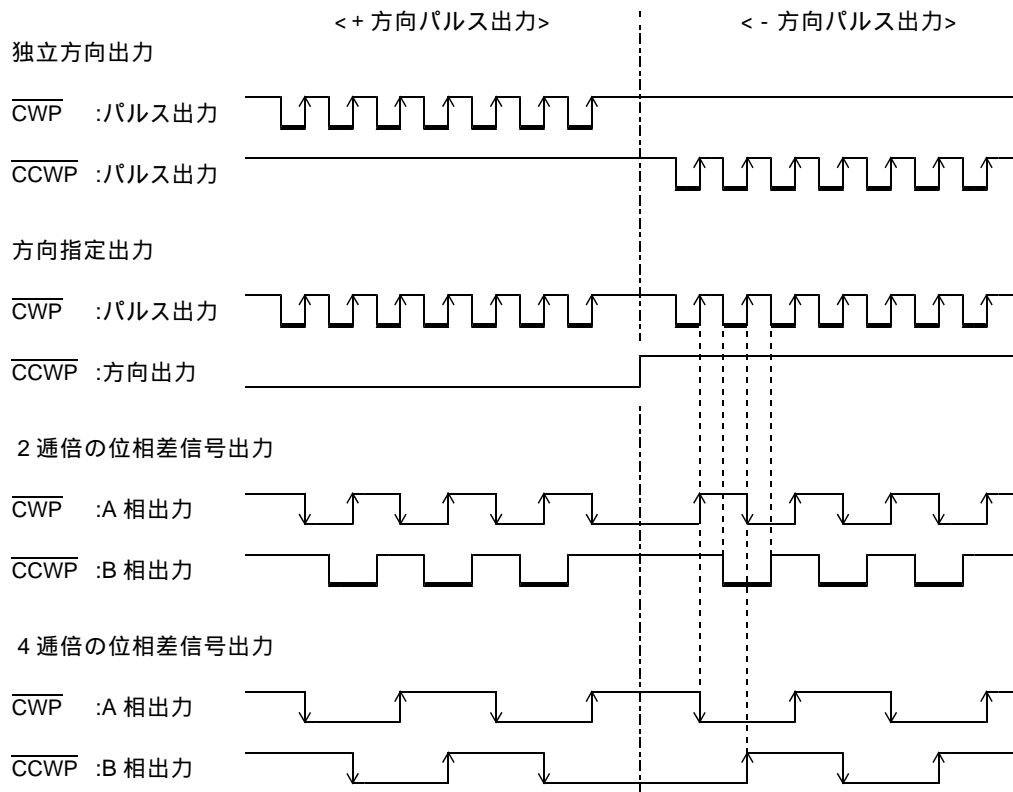 <+方向パルス出力> <-方向パルス出力>
独立方向出力
CWP :パルス出力
CCWP :パルス出力
方向指定出力
CWP :パルス出力
CCWP :方向出力
2逓倍の位相差信号出力
CWP :A相出力
CCWP :B相出力
4逓倍の位相差信号出力
CWP :A相出力
CCWP :B相出力